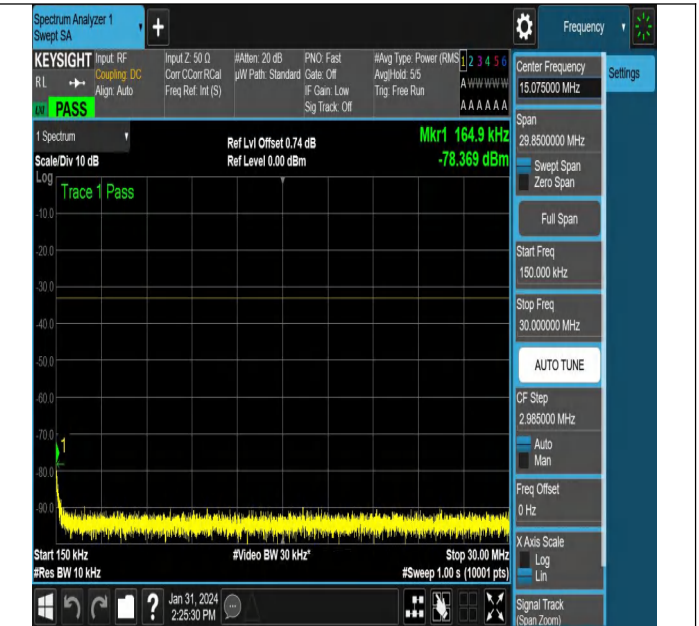 Spectrum Analyzer 1
Swept SA
+
Frequency
KEYSIGHT
RL
PASS
Input: RF
Coupling: DC
Align: Auto
Input Z: 50 Ω
Corr CCorr RCal
Freq Ref: Int (S)
#Atten: 20 dB
µW Path: Standard
PNO: Fast
Gate: Off
IF Gain: Low
Sig Track: Off
#Avg Type: Power (RMS
Avg|Hold: 5/5
Trig: Free Run
1 2 3 4 5 6
A W W W W W
A A A A A A
1 Spectrum
Scale/Div 10 dB
Ref Lvl Offset 0.74 dB
Ref Level 0.00 dBm
Mkr1 164.9 kHz
-78.369 dBm
Log
Trace 1 Pass
-10.0
-20.0
-30.0
-40.0
-50.0
-60.0
-70.0
-80.0
-90.0
1
Start 150 kHz
#Video BW 30 kHz*
Stop 30.00 MHz
#Res BW 10 kHz
#Sweep 1.00 s (10001 pts)
?
Jan 31, 2024
2:25:30 PM
Center Frequency
15.075000 MHz
Settings
Span
29.8500000 MHz
Swept Span
Zero Span
Full Span
Start Freq
150.000 kHz
Stop Freq
30.000000 MHz
AUTO TUNE
CF Step
2.985000 MHz
Auto
Man
Freq Offset
0 Hz
X Axis Scale
Log
Lin
Signal Track
(Span Zoom)